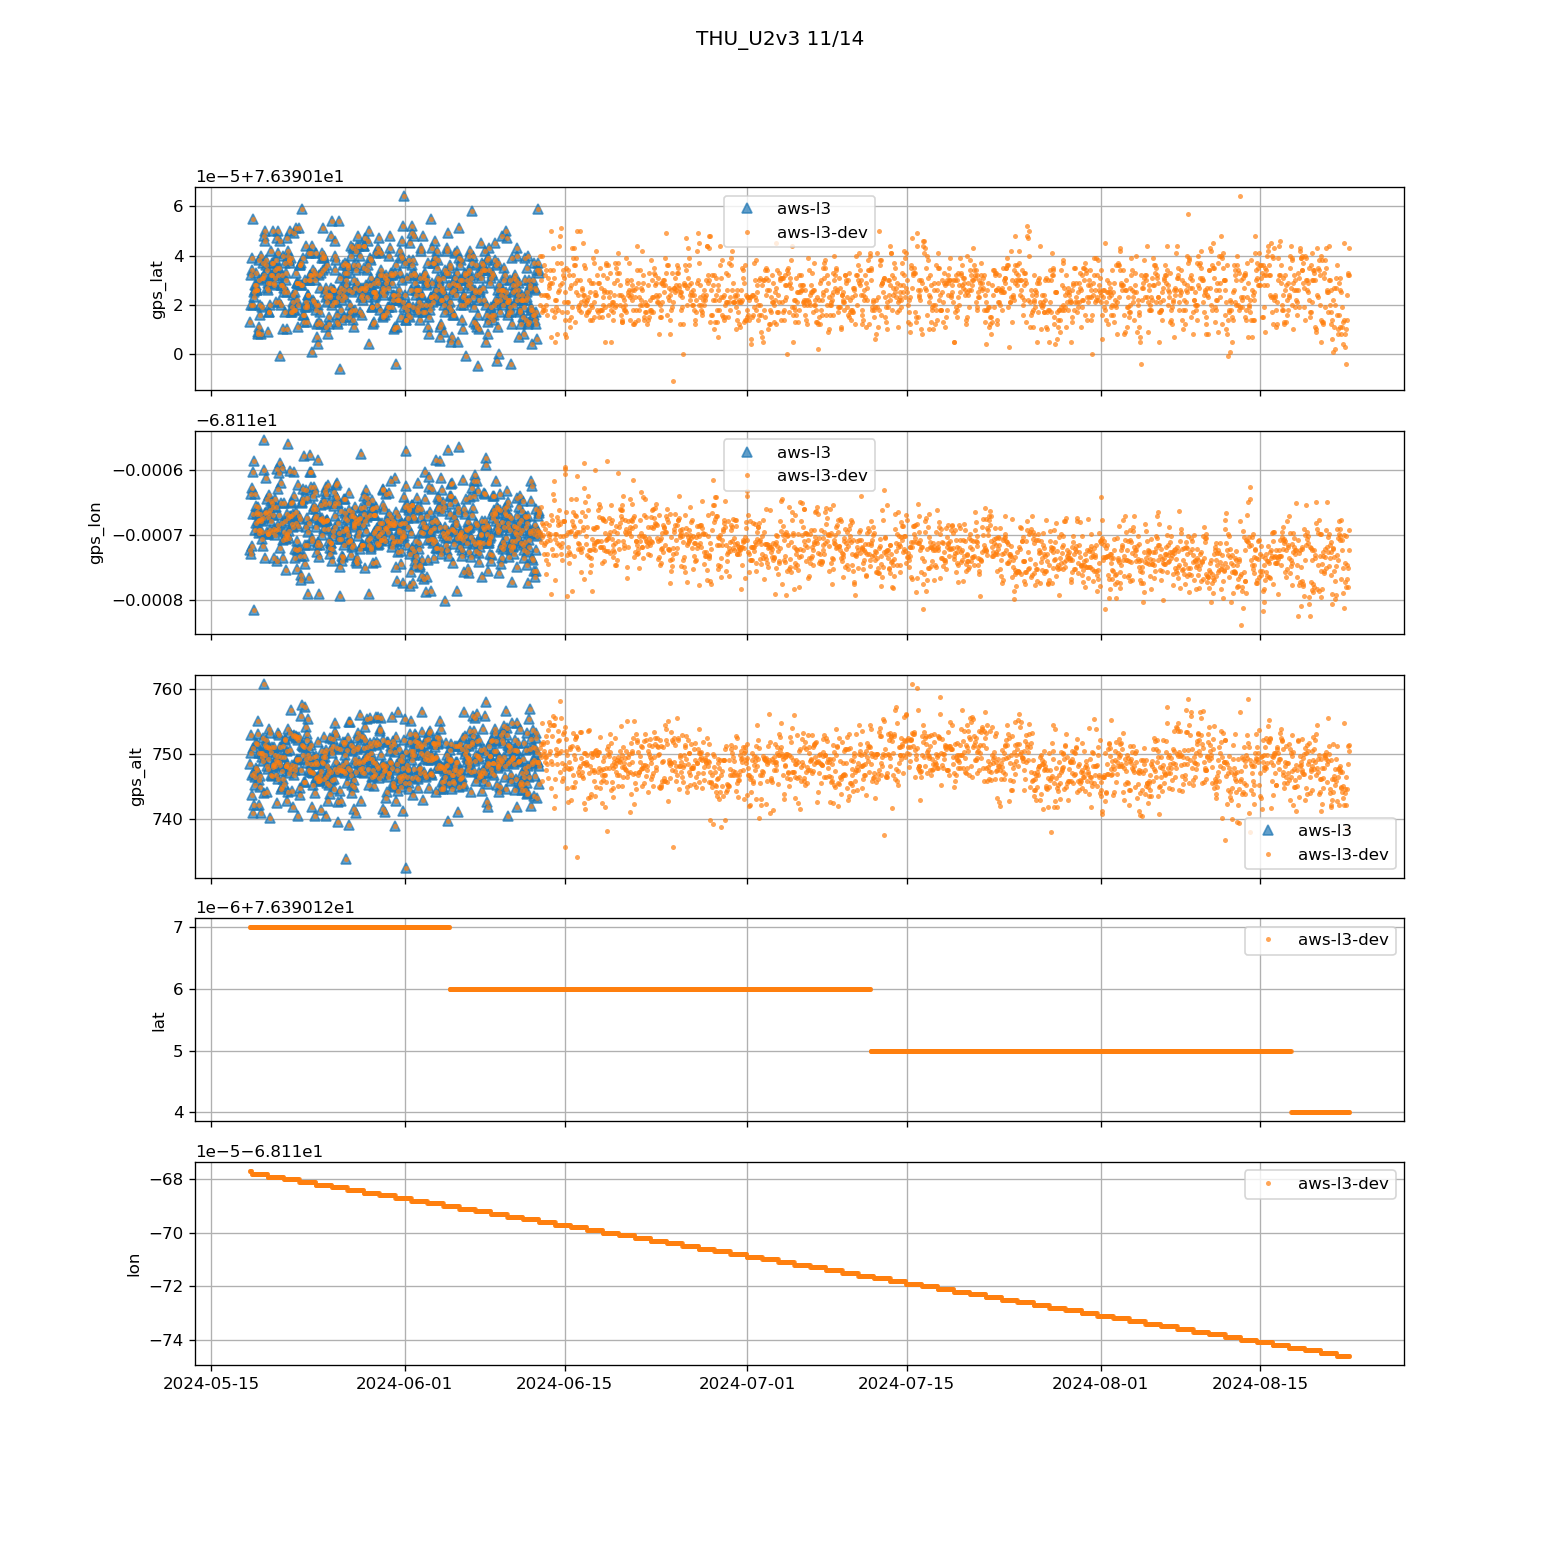 THU_U2v3 11/14
1e−5+7.63901e1
6
4
2
0
gps_lat
aws-l3
aws-l3-dev
−6.811e1
−0.0006
−0.0007
−0.0008
gps_lon
aws-l3
aws-l3-dev
760
750
740
gps_alt
aws-l3
aws-l3-dev
1e−6+7.639012e1
7
6
5
4
lat
aws-l3-dev
1e−5−6.811e1
−68
−70
−72
−74
lon
aws-l3-dev
2024-05-15 2024-06-01 2024-06-15 2024-07-01 2024-07-15 2024-08-01 2024-08-15